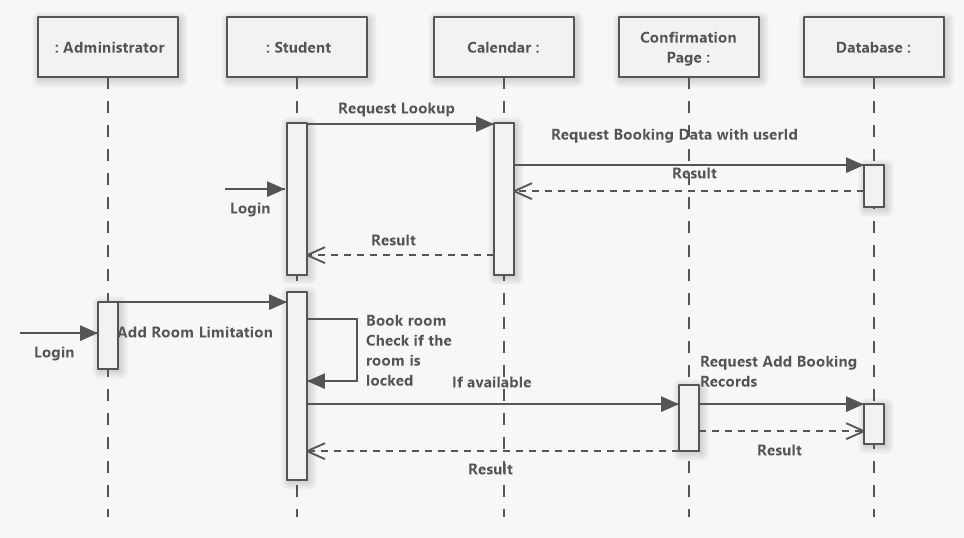 : Administrator
: Student
Calendar :
Confirmation
Page :
Database :
Request Lookup
Request Booking Data with userId
Result
Login
Result
Add Room Limitation
Login
Book room
Check if the
room is
locked
If available
Request Add Booking
Records
Result
Result